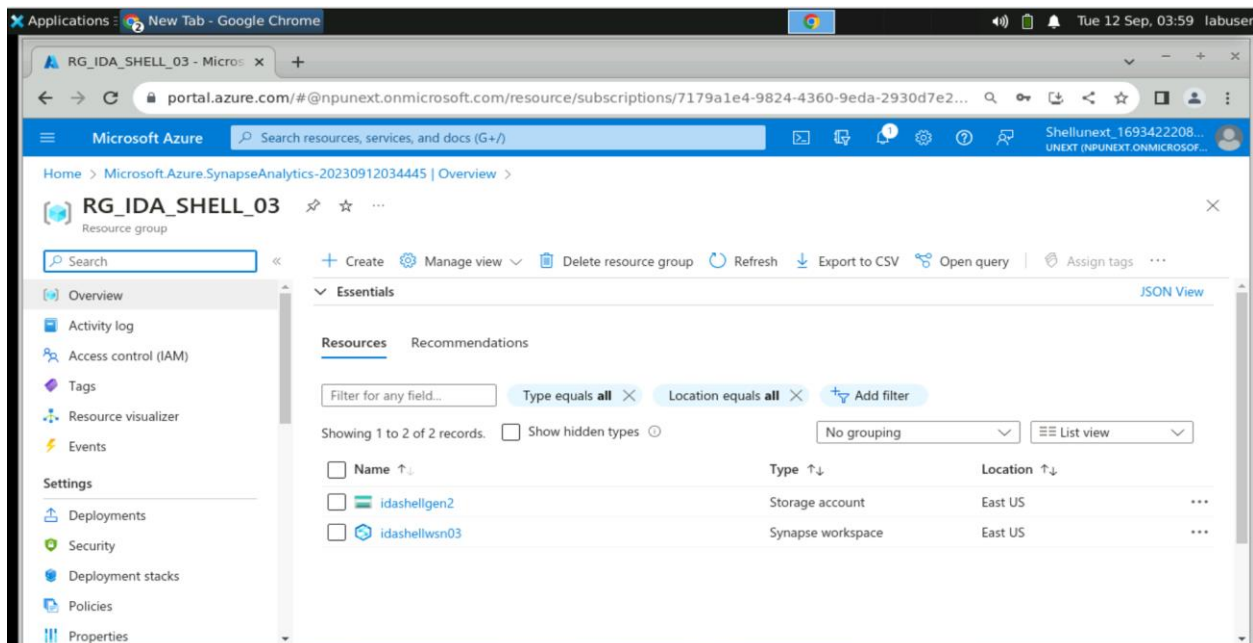 Applications New Tab - Google Chrome Tue 12 Sep, 03:59 labuser
RG_IDA_SHELL_03 - Micros
portal.azure.com/#@npunext.onmicrosoft.com/resource/subscriptions/7179a1e4-9824-4360-9eda-2930d7e2...
Microsoft Azure Search resources, services, and docs (G+/) 1 Shellunext_1693422208...
UNEXT (NPUNEXT.ONMICROSOF...
Home > Microsoft.Azure.SynapseAnalytics-20230912034445 | Overview >
RG_IDA_SHELL_03 ...
Resource group
Search « Create Manage view Delete resource group Refresh Export to CSV Open query Assign tags ...
Overview Essentials JSON View
Activity log
Access control (IAM) Resources Recommendations
Tags Filter for any field... Type equals all Location equals all Add filter
Resource visualizer
Events Showing 1 to 2 of 2 records. Show hidden types No grouping List view
Settings Name Type Location
Deployments idashellgen2 Storage account East US ...
Security idashellwsn03 Synapse workspace East US ...
Deployment stacks
Policies
Properties